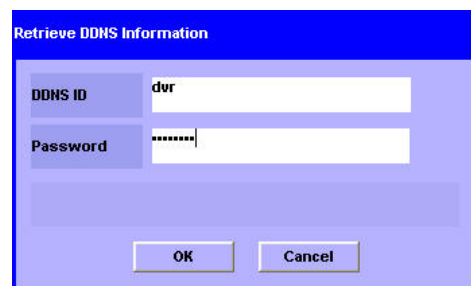 Retrieve DDNS Information
DDNS ID
dvr
Password
••••••••
OK
Cancel